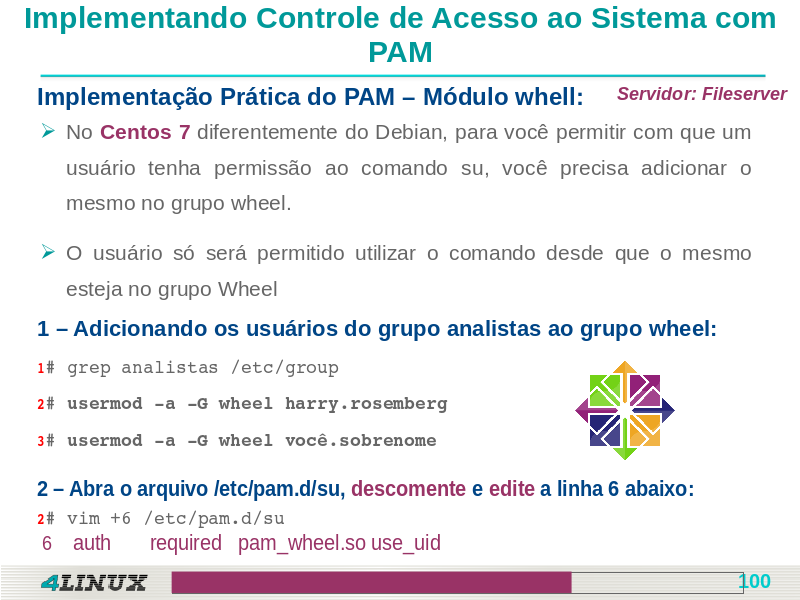 Implementando Controle de Acesso ao Sistema com
PAM
Implementação Prática do PAM – Módulo whell:
Servidor: Fileserver
No Centos 7 diferentemente do Debian, para você permitir com que um
usuário tenha permissão ao comando su, você precisa adicionar o
mesmo no grupo wheel.
O usuário só será permitido utilizar o comando desde que o mesmo
esteja no grupo Wheel
1 – Adicionando os usuários do grupo analistas ao grupo wheel:
1# grep analistas /etc/group
2# usermod -a -G wheel harry.rosemberg
3# usermod -a -G wheel você.sobrenome
2 – Abra o arquivo /etc/pam.d/su, descomente e edite a linha 6 abaixo:
2# vim +6 /etc/pam.d/su
6 auth required pam_wheel.so use_uid
4LINUX
100